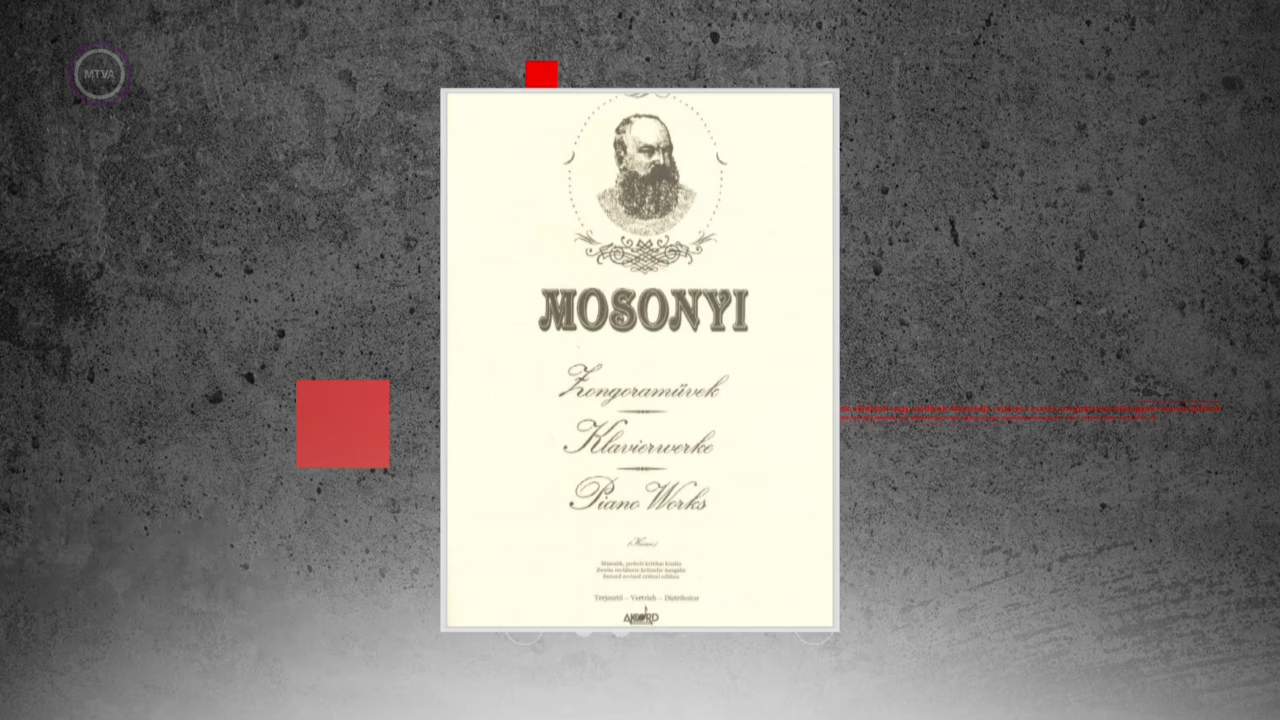 MTVA
MOSONYI
Zongoraművek
Klavierwerke
Piano Works
(Kassai)
Második, javított kritikai kiadás
Zweite revidierte kritische Ausgabe
Second revised critical edition
Terjesztő – Vertrieb – Distributor
AKKORD